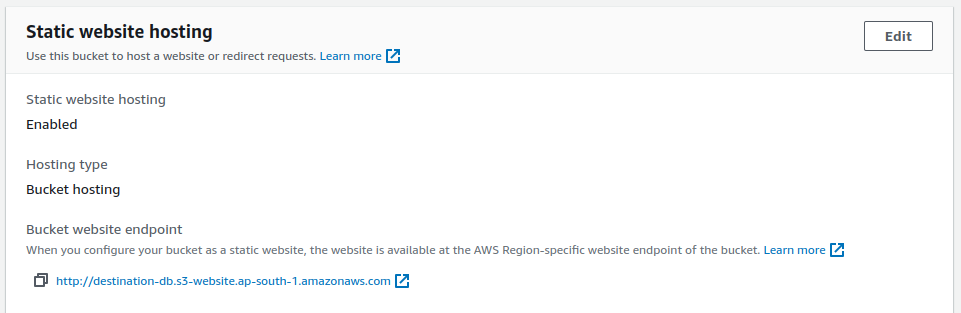 Static website hosting
Edit
Use this bucket to host a website or redirect requests. Learn more
Static website hosting
Enabled
Hosting type
Bucket hosting
Bucket website endpoint
When you configure your bucket as a static website, the website is available at the AWS Region-specific website endpoint of the bucket. Learn more
http://destination-db.s3-website.ap-south-1.amazonaws.com